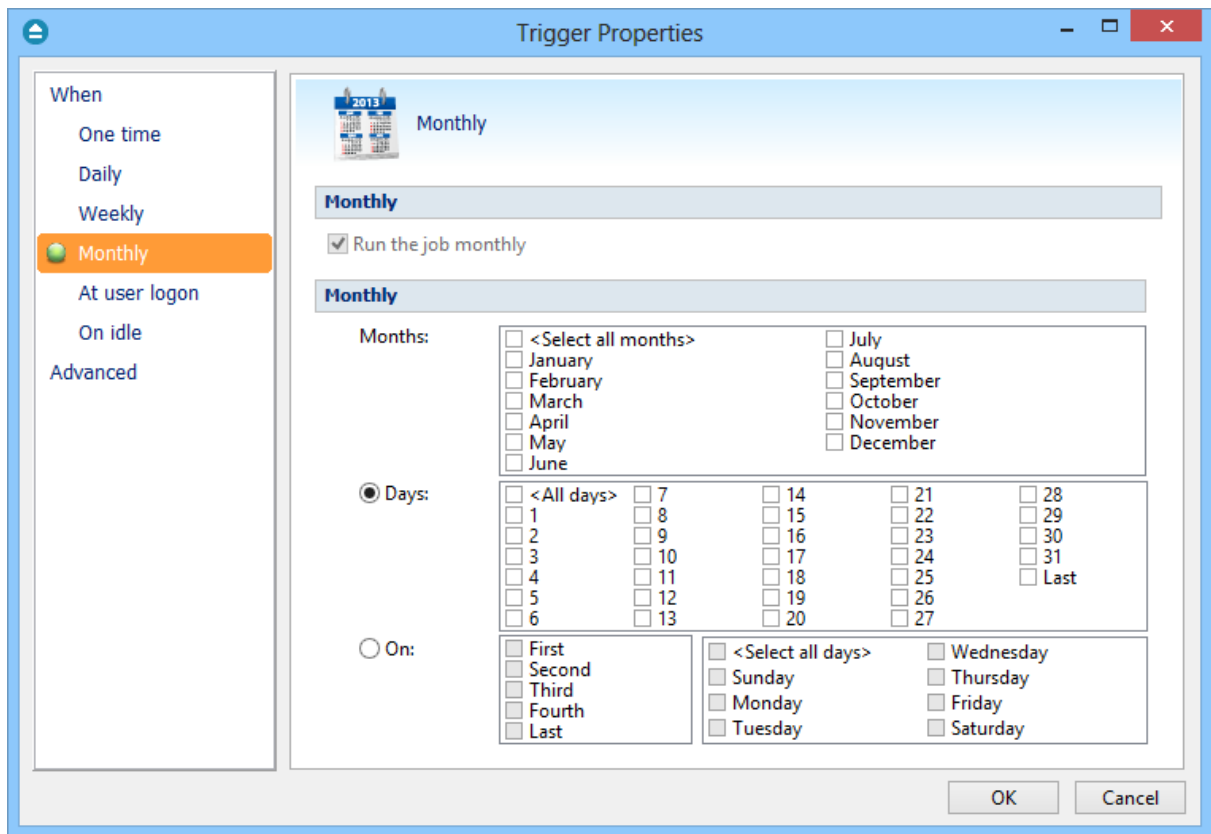 Trigger Properties
When
One time
Daily
Weekly
Monthly
At user logon
On idle
Advanced
2013
Monthly
Monthly
Run the job monthly
Monthly
Months:
<Select all months>
January
February
March
April
May
June
July
August
September
October
November
December
Days:
<All days>
1
2
3
4
5
6
7
8
9
10
11
12
13
14
15
16
17
18
19
20
21
22
23
24
25
26
27
28
29
30
31
Last
On:
First
Second
Third
Fourth
Last
<Select all days>
Sunday
Monday
Tuesday
Wednesday
Thursday
Friday
Saturday
OK
Cancel